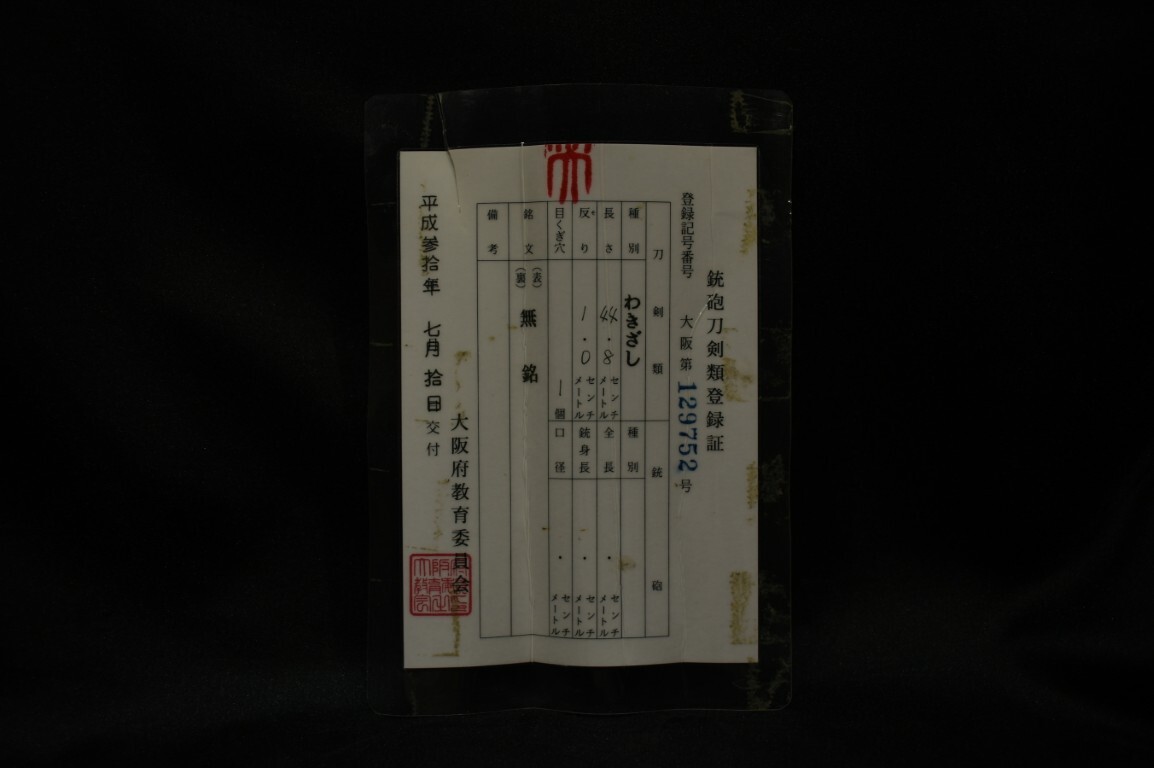 銃砲刀剣類登録証
登録記号番号 大阪第 129752 号
刀剣類
種別 わきざし
長さ 44.8 センチメートル
反り 1.0 センチメートル
目くぎ穴 1 個
銘文 (表) (裏) 無銘
備考
銃砲
種別
全長 ・ センチメートル
銃身長 ・ センチメートル
口径 ・ センチメートル
平成参拾年 七月 拾日 交付
大阪府教育委員会